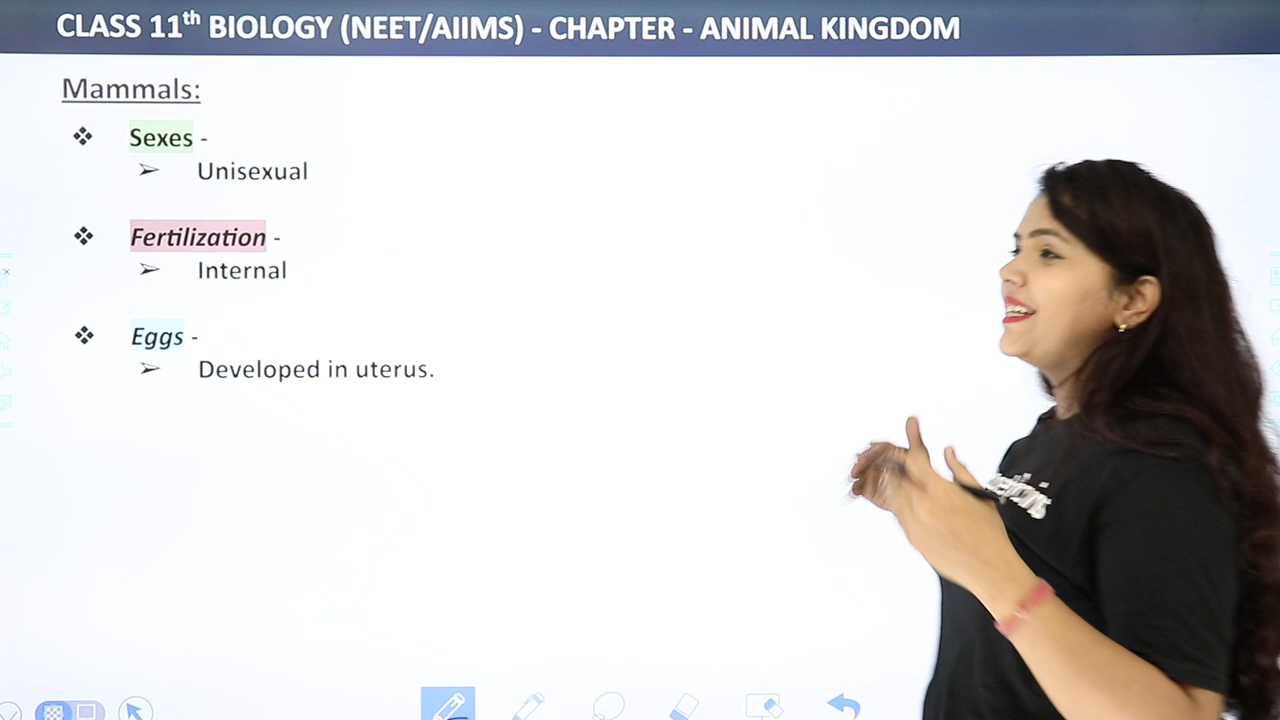 CLASS 11th BIOLOGY (NEET/AIIMS) - CHAPTER - ANIMAL KINGDOM
Mammals:
❖ Sexes -
➢ Unisexual
❖ Fertilization -
➢ Internal
❖ Eggs -
➢ Developed in uterus.